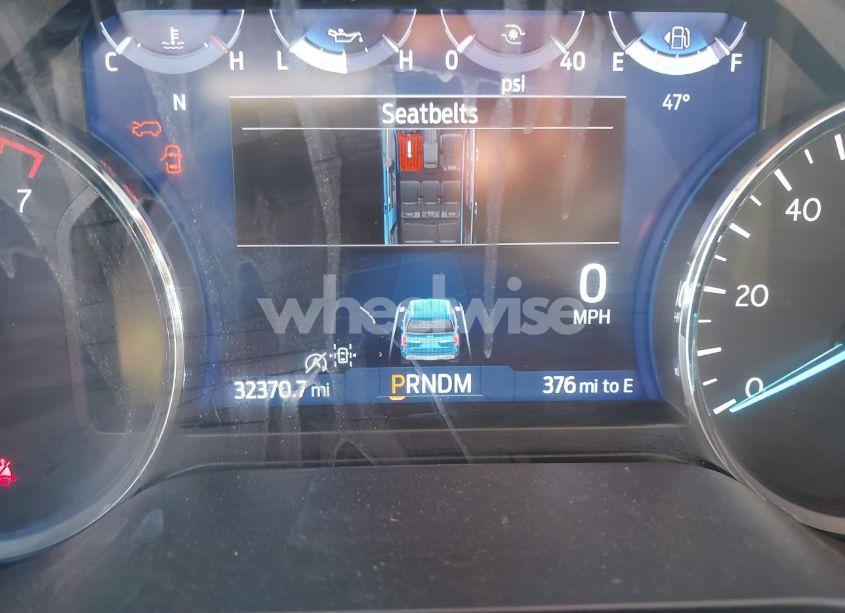 C H L H 0 40 E F
psi
N 47°
Seatbelts
!
7
40
20
0
0
MPH
wheelwise
32370.7 mi PRNDM 376 mi to E